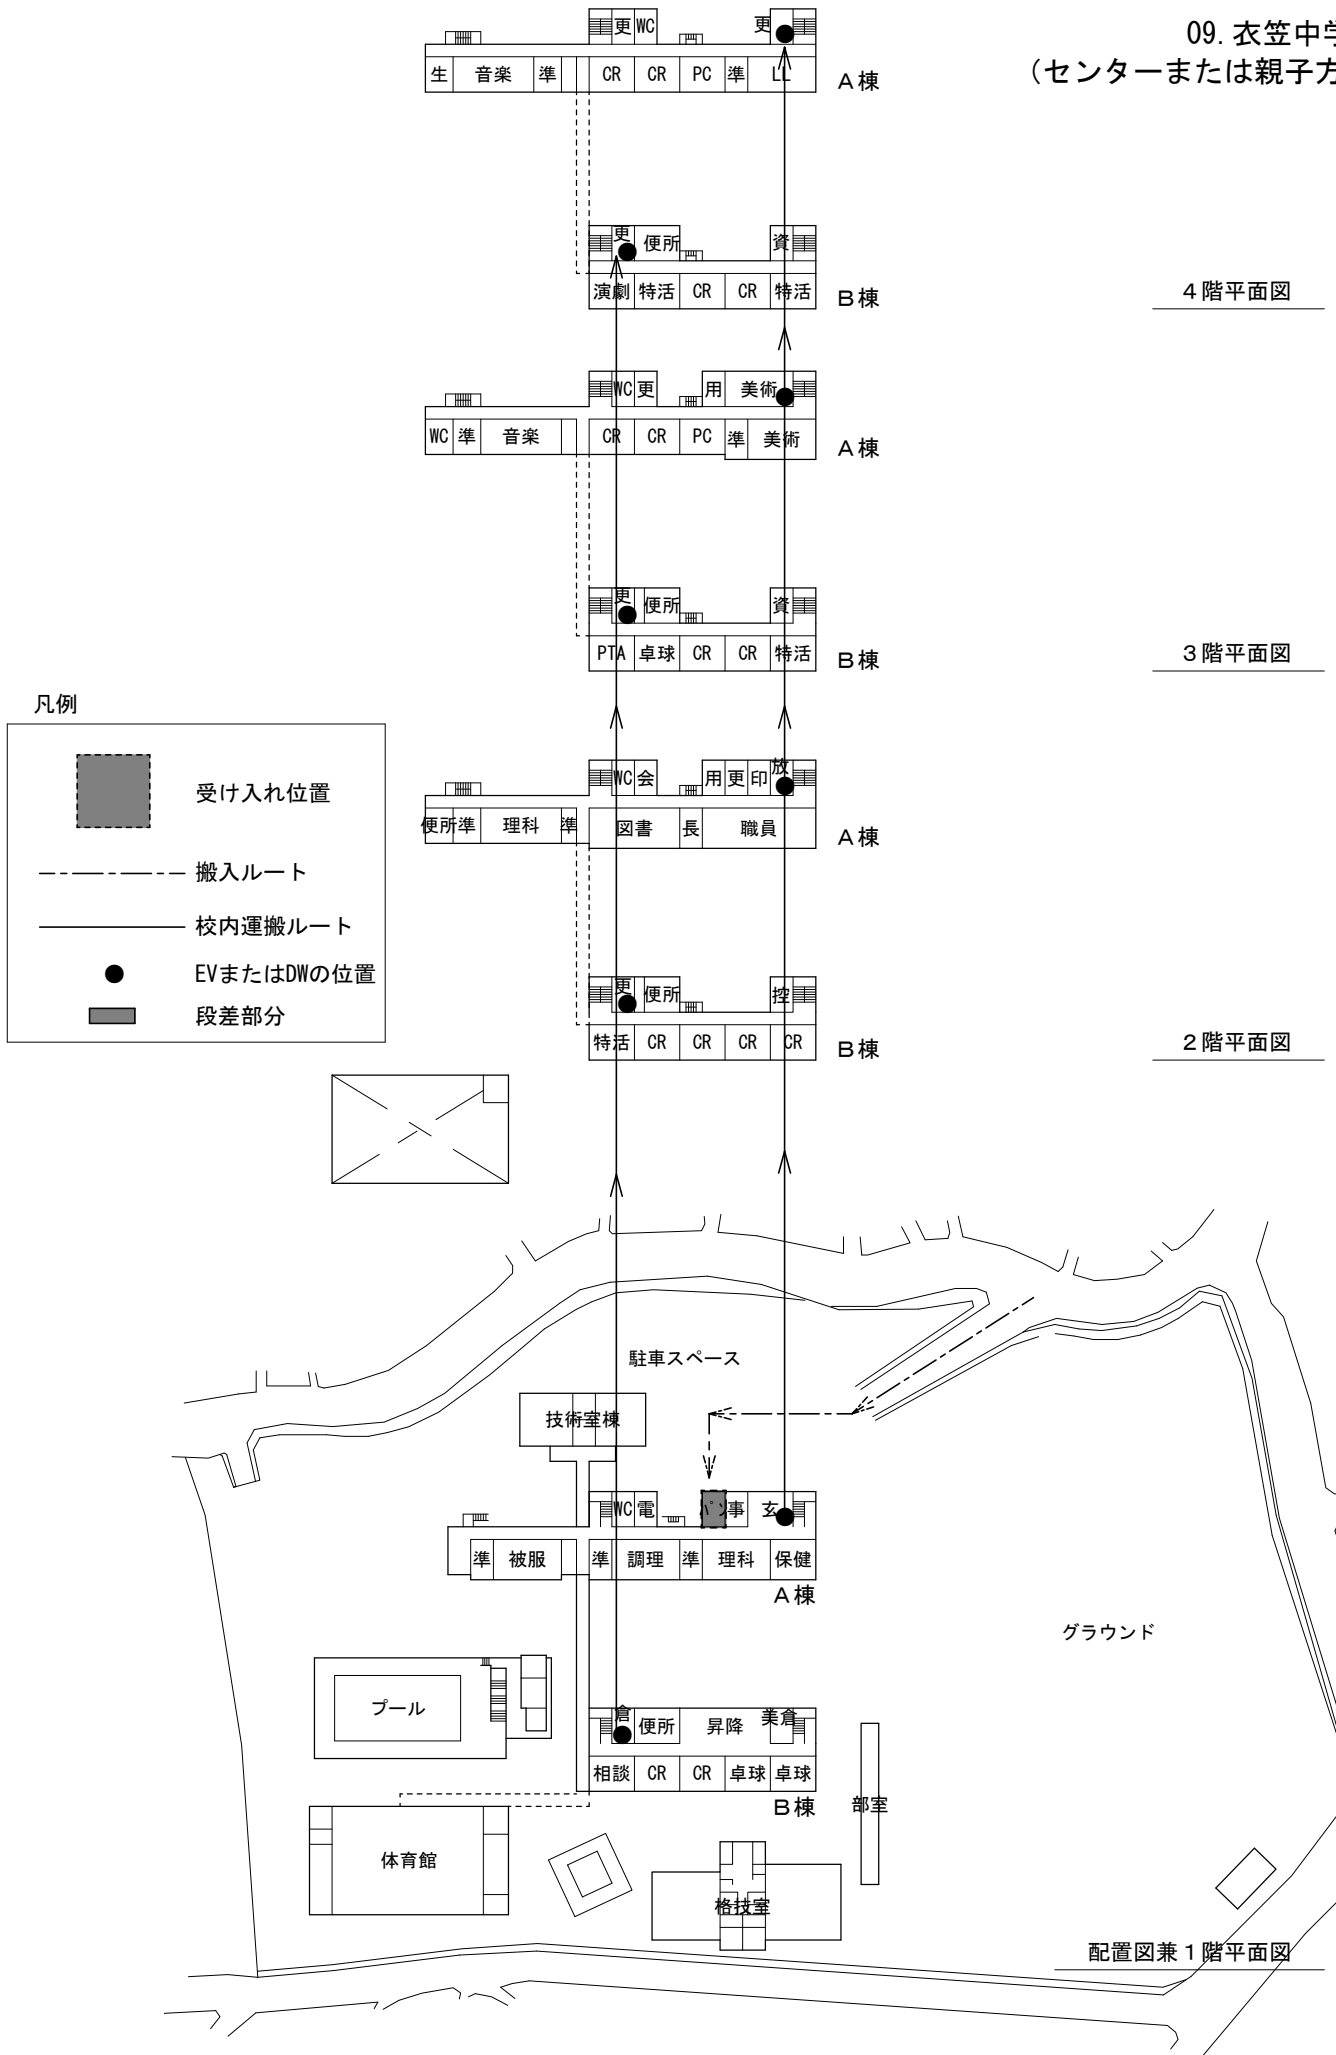 09. 衣笠中学
（センターまたは親子方
更 WC 更
生 音楽 準 CR CR PC 準 LL A棟
更 便所 資
演劇 特活 CR CR 特活 B棟
4階平面図
WC 更 用 美術
WC 準 音楽 CR CR PC 準 美術 A棟
更 便所 資
PTA 卓球 CR CR 特活 B棟
3階平面図
凡例
受け入れ位置
搬入ルート
校内運搬ルート
EVまたはDWの位置
段差部分
WC 会 用 更 印 放
便所 準 理科 準 図書 長 職員 A棟
更 便所 控
特活 CR CR CR CR B棟
2階平面図
駐車スペース
技術室棟
WC 電 パン 事 玄
準 被服 準 調理 準 理科 保健
A棟
グラウンド
プール
倉 便所 昇降 美倉
相談 CR CR 卓球 卓球
B棟
部室
体育館
格技室
配置図兼1階平面図